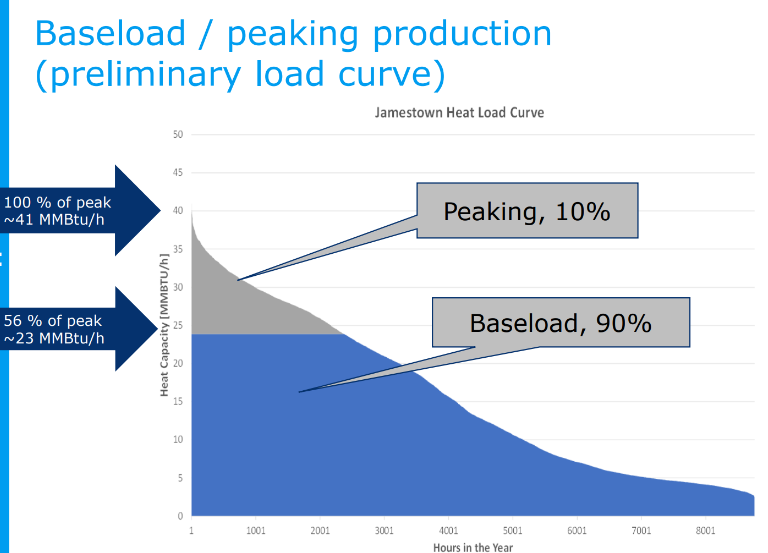 Baseload / peaking production
(preliminary load curve)
Jamestown Heat Load Curve
50
45
40
35
30
25
20
15
10
5
0
Heat Capacity [MMBTU/h]
100 % of peak
~41 MMBtu/h
56 % of peak
~23 MMBtu/h
Peaking, 10%
Baseload, 90%
1
1001
2001
3001
4001
5001
6001
7001
8001
Hours in the Year